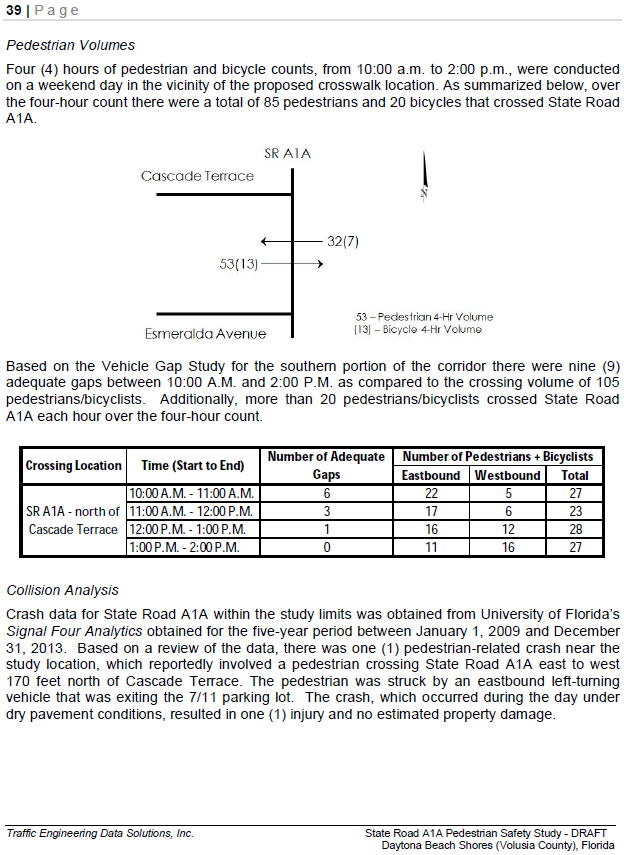 39 | P a g e
Pedestrian Volumes
Four (4) hours of pedestrian and bicycle counts, from 10:00 a.m. to 2:00 p.m., were conducted
on a weekend day in the vicinity of the proposed crosswalk location. As summarized below, over
the four-hour count there were a total of 85 pedestrians and 20 bicycles that crossed State Road
A1A.
SR A1A
Cascade Terrace
N
32(7)
53(13)
53 – Pedestrian 4-Hr Volume
(13) – Bicycle 4-Hr Volume
Esmeralda Avenue
Based on the Vehicle Gap Study for the southern portion of the corridor there were nine (9)
adequate gaps between 10:00 A.M. and 2:00 P.M. as compared to the crossing volume of 105
pedestrians/bicyclists. Additionally, more than 20 pedestrians/bicyclists crossed State Road
A1A each hour over the four-hour count.
Crossing Location Time (Start to End) Number of Adequate Gaps Number of Pedestrians + Bicyclists
Eastbound Westbound Total
10:00 A.M. - 11:00 A.M. 6 22 5 27
SR A1A - north of 11:00 A.M. - 12:00 P.M. 3 17 6 23
Cascade Terrace 12:00 P.M. - 1:00 P.M. 1 16 12 28
1:00 P.M. - 2:00 P.M. 0 11 16 27
Collision Analysis
Crash data for State Road A1A within the study limits was obtained from University of Florida's
Signal Four Analytics obtained for the five-year period between January 1, 2009 and December
31, 2013. Based on a review of the data, there was one (1) pedestrian-related crash near the
study location, which reportedly involved a pedestrian crossing State Road A1A east to west
170 feet north of Cascade Terrace. The pedestrian was struck by an eastbound left-turning
vehicle that was exiting the 7/11 parking lot. The crash, which occurred during the day under
dry pavement conditions, resulted in one (1) injury and no estimated property damage.
Traffic Engineering Data Solutions, Inc. State Road A1A Pedestrian Safety Study - DRAFT
Daytona Beach Shores (Volusia County), Florida